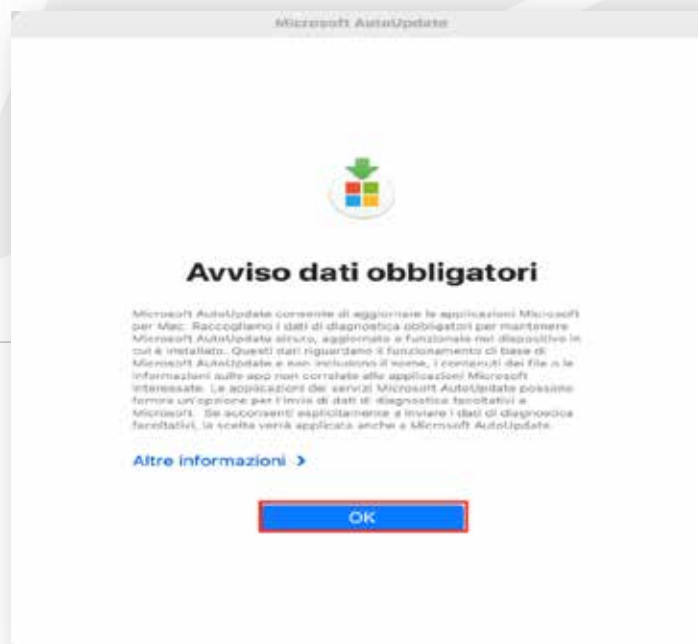 Microsoft AutoUpdate
Avviso dati obbligatori
Microsoft AutoUpdate consente di aggiornare le applicazioni Microsoft
per Mac. Raccogliamo i dati di diagnostica obbligatori per mantenere
Microsoft AutoUpdate sicuro, aggiornato e funzionale nel dispositivo in
cui è installato. Questi dati riguardano il funzionamento di base di
Microsoft AutoUpdate e non includono il nome, i contenuti dei file o le
informazioni sulle app non correlate alle applicazioni Microsoft
interessate. Le applicazioni dei servizi Microsoft AutoUpdate possono
fornire un'opzione per l'invio di dati di diagnostica facoltativi a
Microsoft. Se acconsenti esplicitamente a inviare i dati di diagnostica
facoltativi, la scelta verrà applicata anche a Microsoft AutoUpdate.
Altre informazioni >
OK